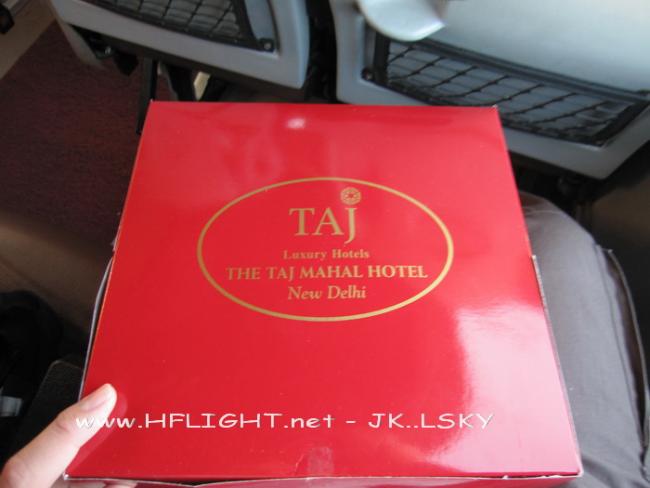 TAJ
Luxury Hotels
THE TAJ MAHAL HOTEL
New Delhi
www.HFLIGHT.net - JK..LSKY